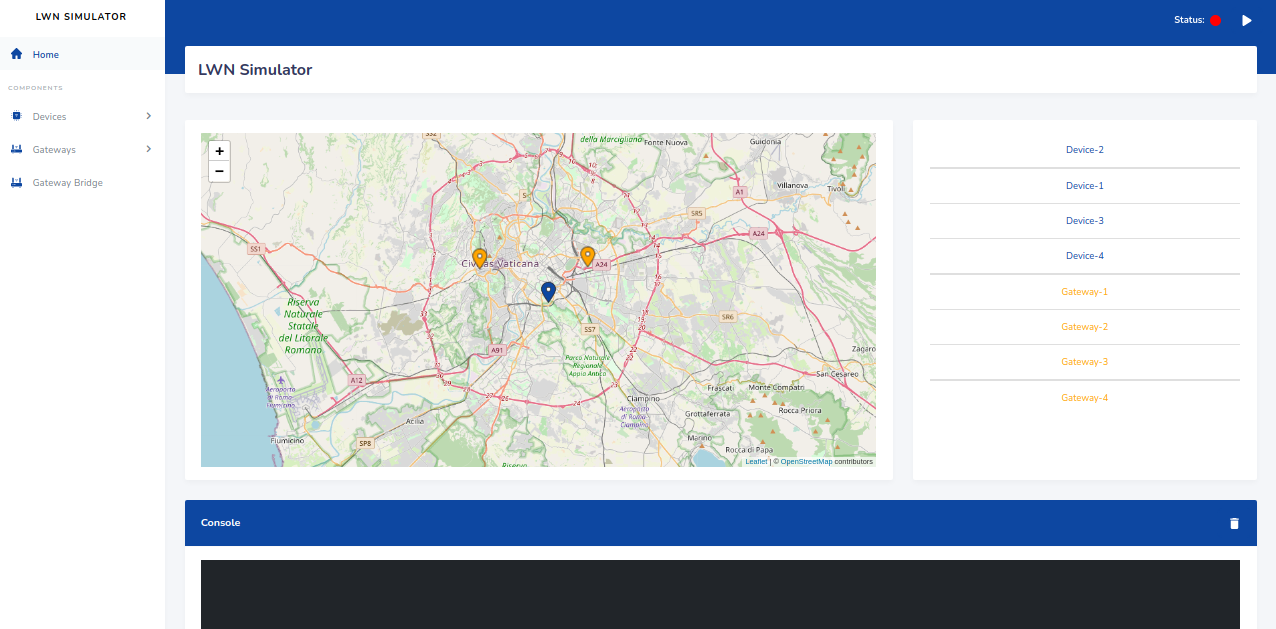 LWN SIMULATOR
Status:
Home
LWN Simulator
COMPONENTS
Devices
Gateways
Gateway Bridge
+
−
SS2
della Marcigliana
Fonte Nuova
Guidonia
Villanova
Tivoli
A1
SR5
A24
SS1
Civitas Vaticana
A24
Riserva
Naturale
Statale
del Litorale
Romano
SS7
SR6
A91
Parco Naturale
Regionale
Appia Antica
Zagaro
San Cesareo
A12
Aeroporto
di Roma-
Fiumicino
Frascati
Monte Compatri
Ciampino
Rocca Priora
Aeroporto
di Roma-
Ciampino
Grottaferrata
Acilia
Fiumicino
SP8
Marino
Rocca di Papa
Riserva
Leaflet | © OpenStreetMap contributors
Device-2
Device-1
Device-3
Device-4
Gateway-1
Gateway-2
Gateway-3
Gateway-4
Console